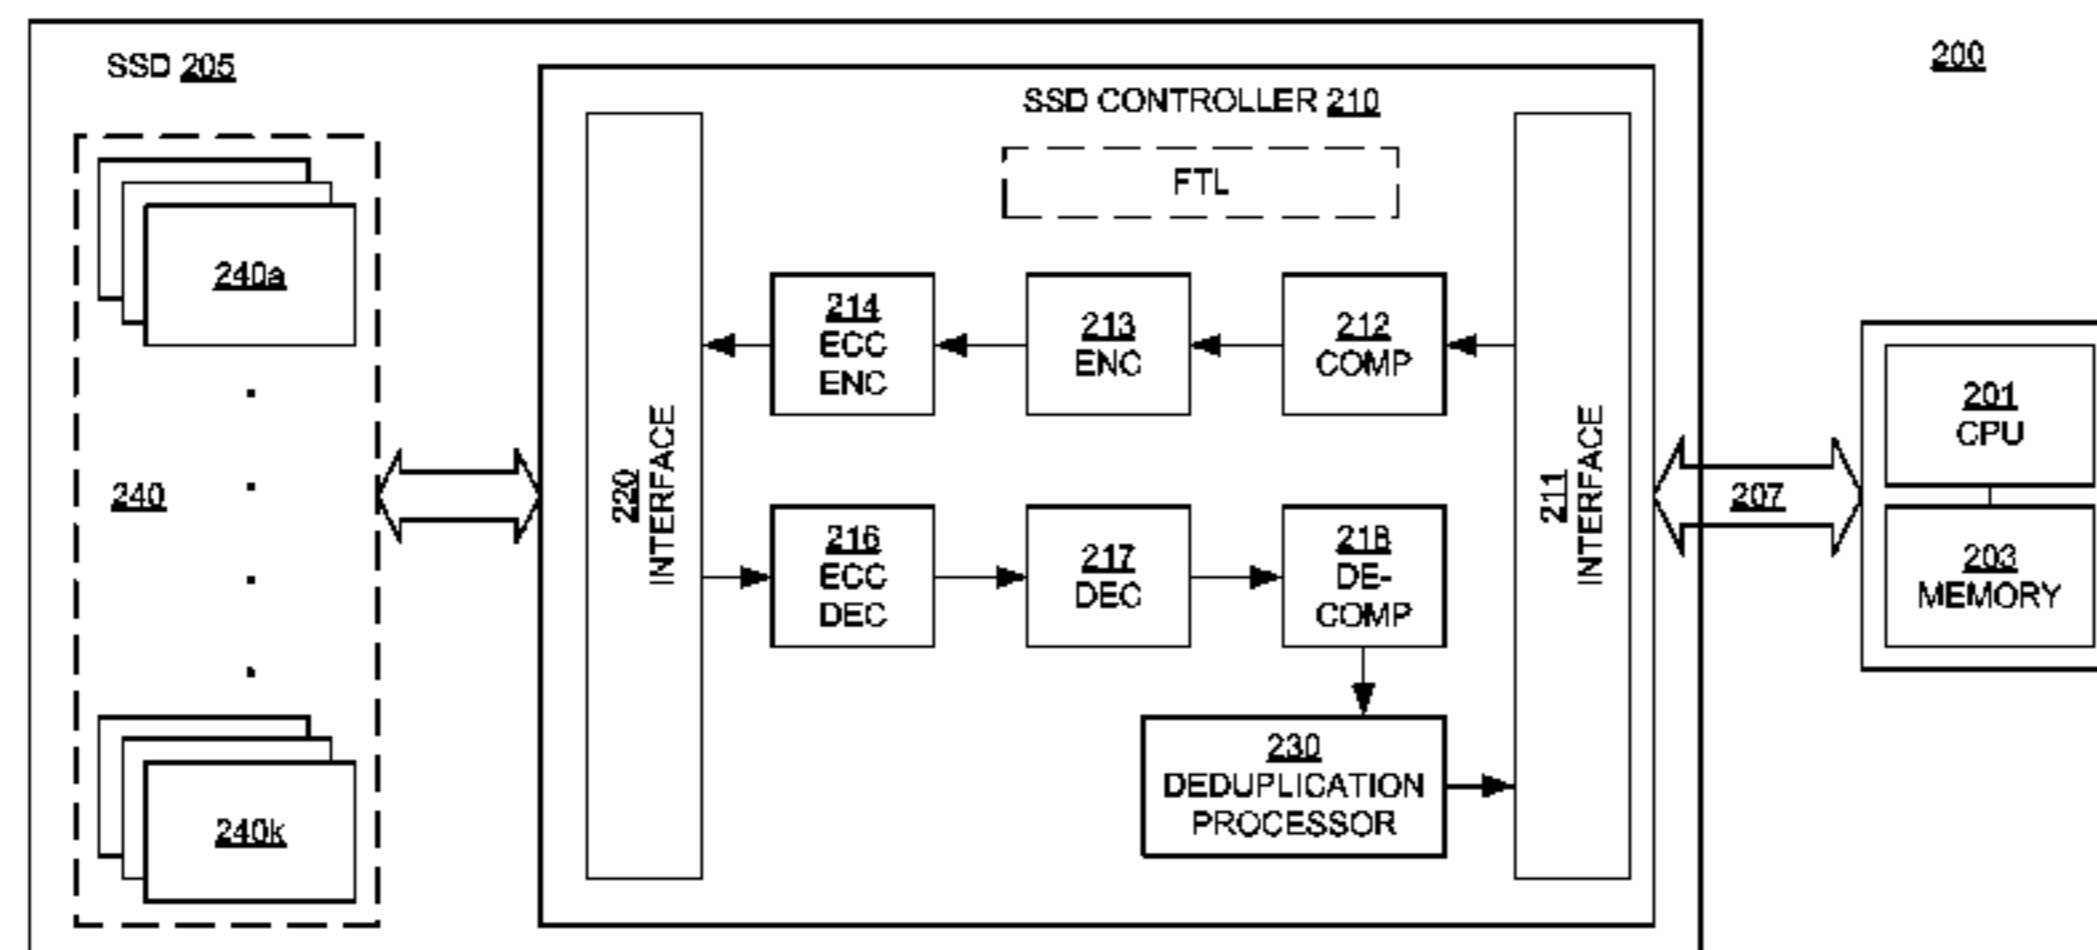 SSD 205
200
SSD CONTROLLER 210
FTL
240a
214
ECC
ENC
213
ENC
212
COMP
201
CPU
240
220
INTERFACE
211
INTERFACE
207
216
ECC
DEC
217
DEC
218
DE-
COMP
203
MEMORY
230
DEDUPLICATION
PROCESSOR
240k